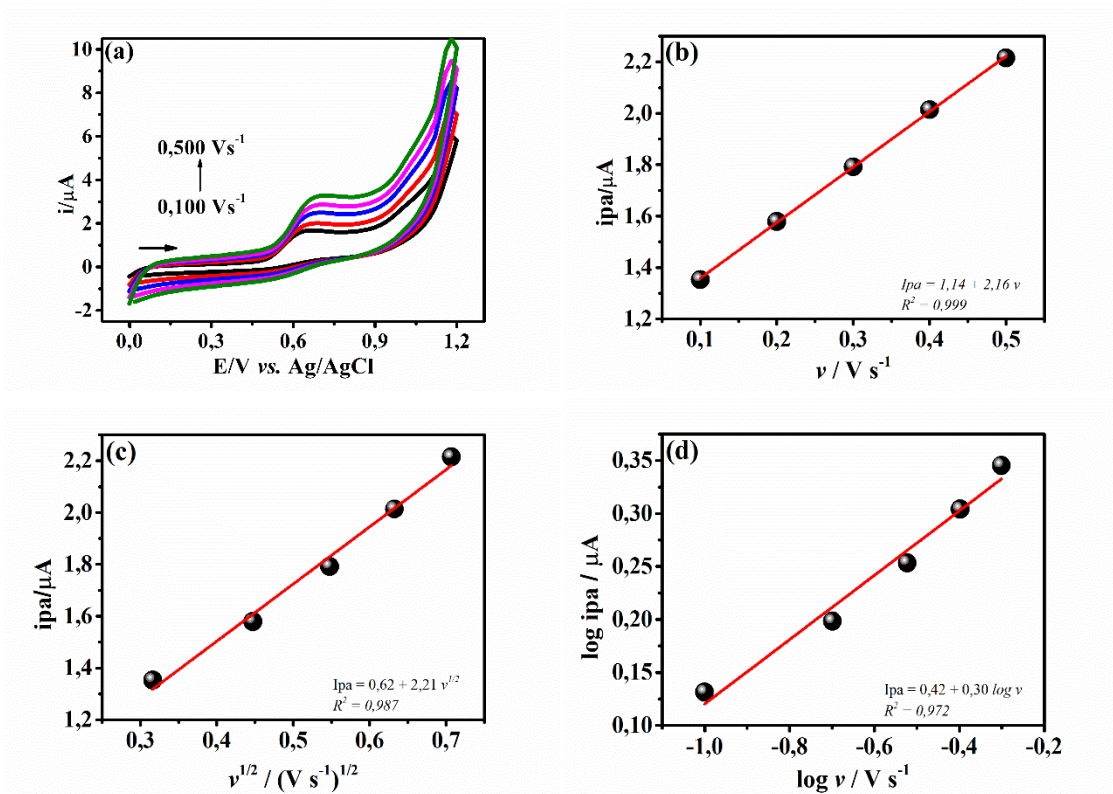 (a)
10
8
6
4
2
0
-2
i/µA
0,500 Vs⁻¹
0,100 Vs⁻¹
0,0 0,3 0,6 0,9 1,2
E/V vs. Ag/AgCl
(b)
2,2
2,0
1,8
1,6
1,4
1,2
ipa/µA
Ipa = 1,14 + 2,16 v
R² = 0,999
0,1 0,2 0,3 0,4 0,5
v / V s⁻¹
(c)
2,2
2,0
1,8
1,6
1,4
1,2
ipa/µA
Ipa = 0,62 + 2,21 v¹/²
R² = 0,987
0,3 0,4 0,5 0,6 0,7
v¹/² / (V s⁻¹)¹/²
(d)
0,35
0,30
0,25
0,20
0,15
0,10
log ipa / µA
Ipa = 0,42 + 0,30 log v
R² = 0,972
-1,0 -0,8 -0,6 -0,4 -0,2
log v / V s⁻¹